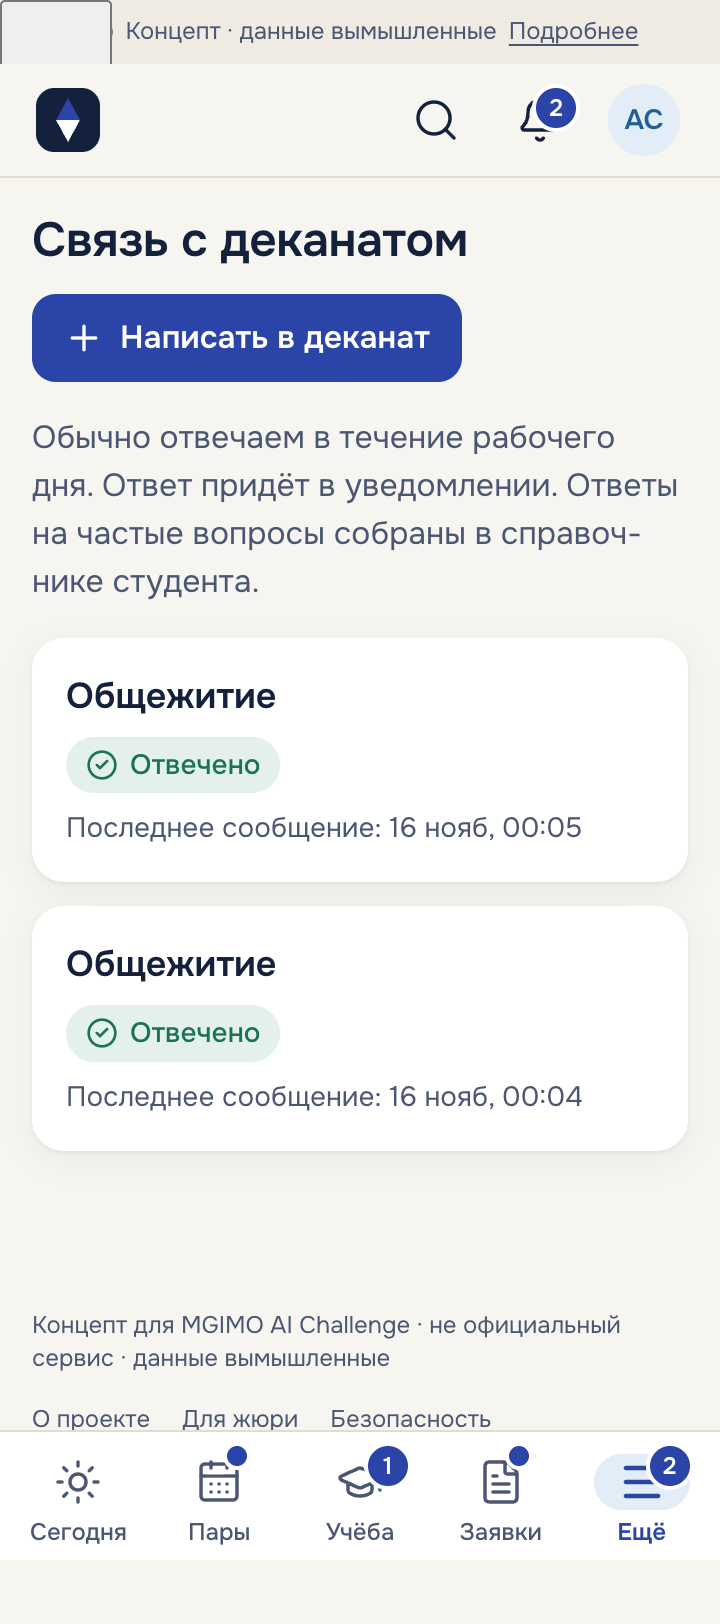 Концепт · данные вымышленные Подробнее
2
АС
Связь с деканатом
Написать в деканат
Обычно отвечаем в течение рабочего
дня. Ответ придёт в уведомлении. Ответы
на частые вопросы собраны в справоч-
нике студента.
Общежитие
Отвечено
Последнее сообщение: 16 нояб, 00:05
Общежитие
Отвечено
Последнее сообщение: 16 нояб, 00:04
Концепт для MGIMO AI Challenge · не официальный
сервис · данные вымышленные
О проекте Для жюри Безопасность
1 2
Сегодня Пары Учёба Заявки Ещё